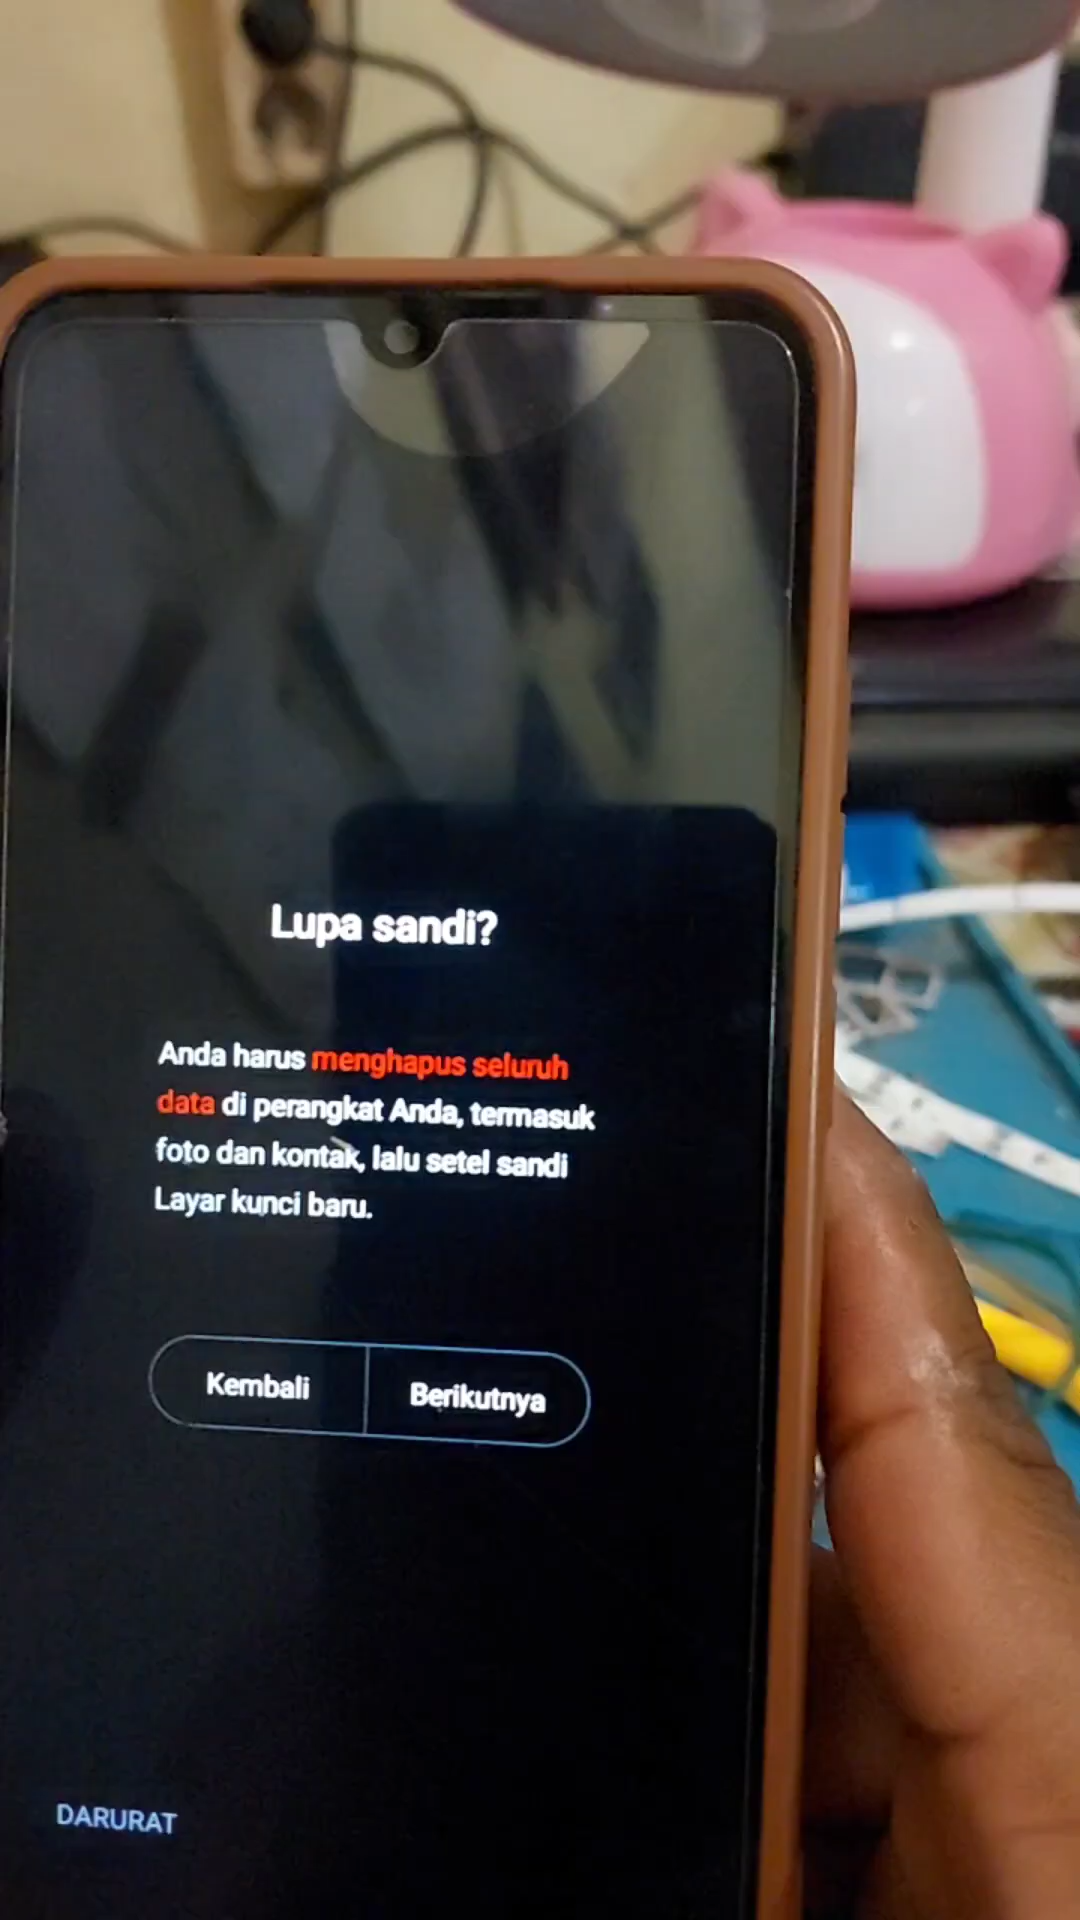 Lupa sandi?
Anda harus menghapus seluruh
data di perangkat Anda, termasuk
foto dan kontak, lalu setel sandi
Layar kunci baru.
Kembali
Berikutnya
DARURAT